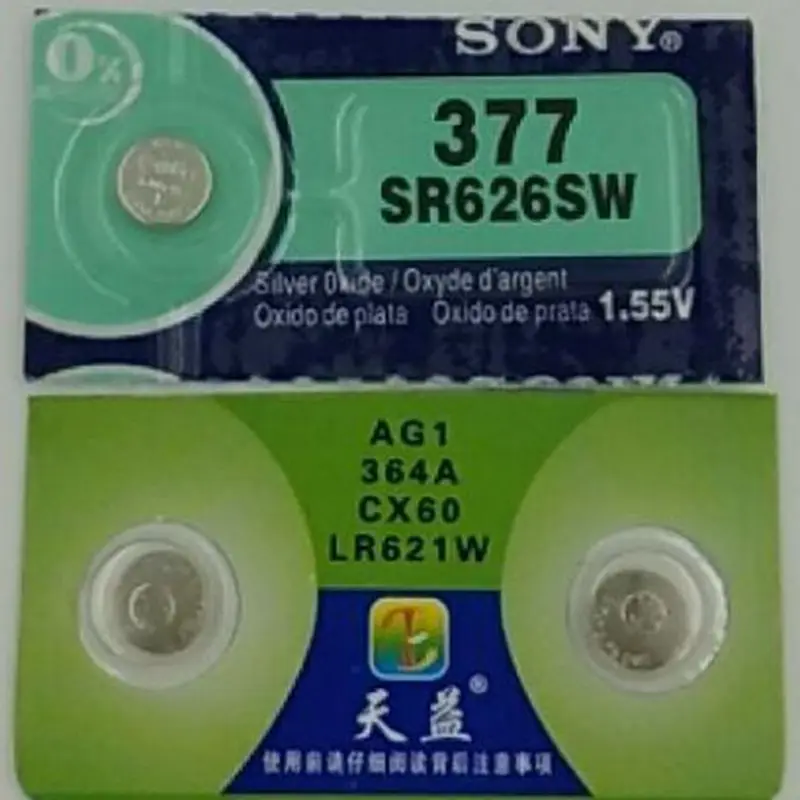 SONY®
0%
377
SR626SW
Silver Oxide / Oxyde d'argent
Oxido de plata Oxido de prata 1.55V
AG1
364A
CX60
LR621W
天益®
使用前请仔细阅读背后注意事项